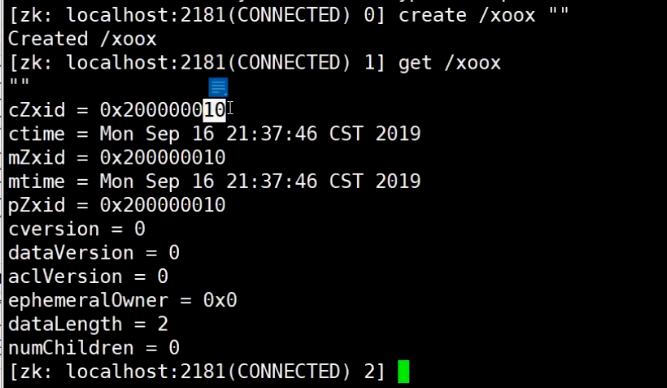 [zk: localhost:2181(CONNECTED) 0] create /xoox ""
Created /xoox
[zk: localhost:2181(CONNECTED) 1] get /xoox
""
cZxid = 0x200000010
ctime = Mon Sep 16 21:37:46 CST 2019
mZxid = 0x200000010
mtime = Mon Sep 16 21:37:46 CST 2019
pZxid = 0x200000010
cversion = 0
dataVersion = 0
aclVersion = 0
ephemeralOwner = 0x0
dataLength = 2
numChildren = 0
[zk: localhost:2181(CONNECTED) 2]